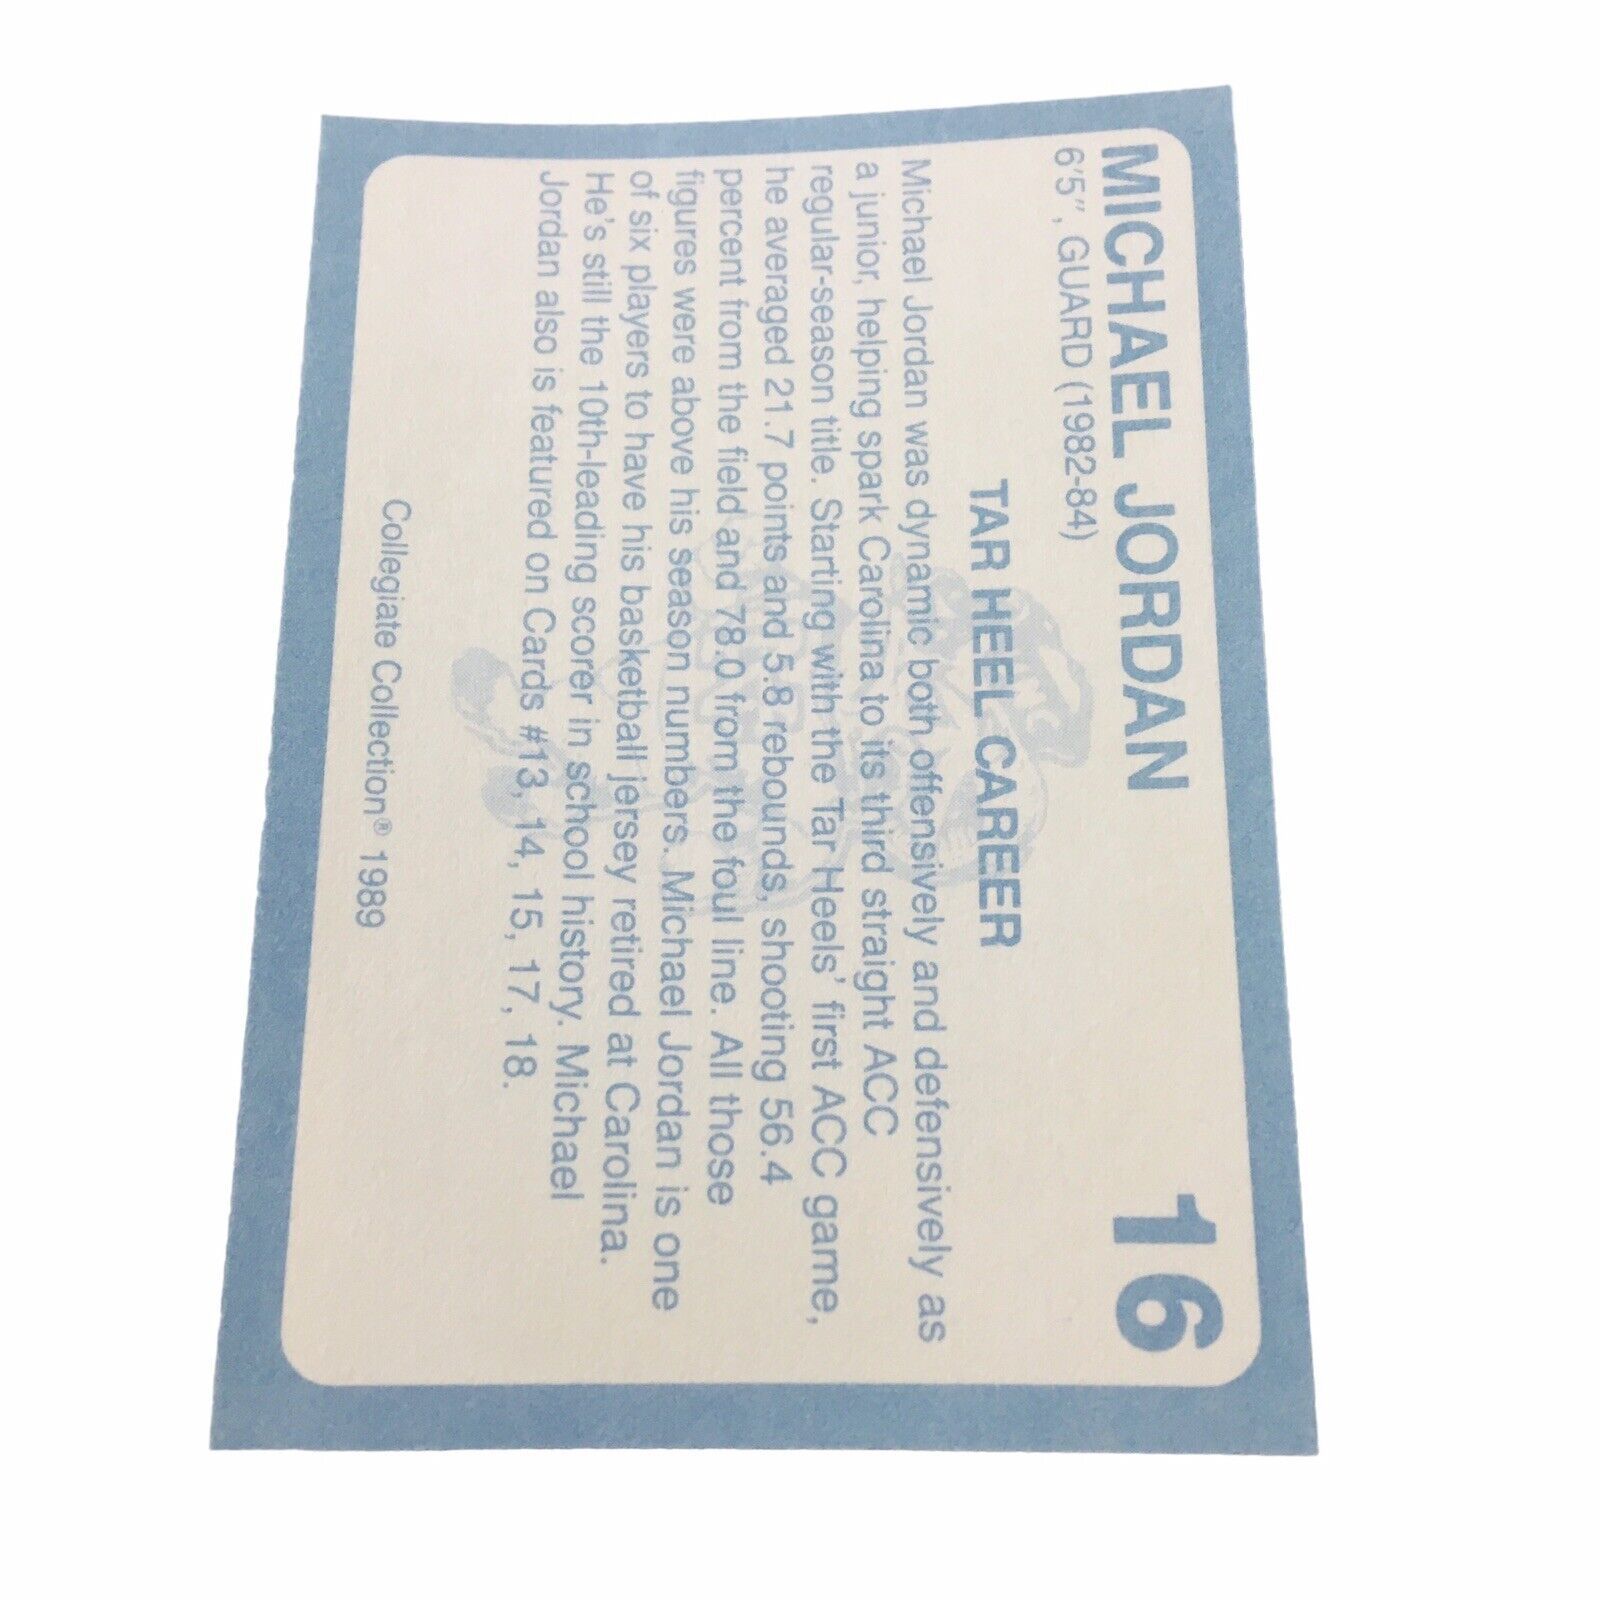 MICHAEL JORDAN 16
6'5", GUARD (1982-84)
TAR HEEL CAREER
Michael Jordan was dynamic both offensively and defensively as
a junior, helping spark Carolina to its third straight ACC
regular-season title. Starting with the Tar Heels' first ACC game,
he averaged 21.7 points and 5.8 rebounds, shooting 56.4
percent from the field and 78.0 from the foul line. All those
figures were above his season numbers. Michael Jordan is one
of six players to have his basketball jersey retired at Carolina.
He's still the 10th-leading scorer in school history. Michael
Jordan also is featured on Cards #13, 14, 15, 17, 18.
Collegiate Collection® 1989